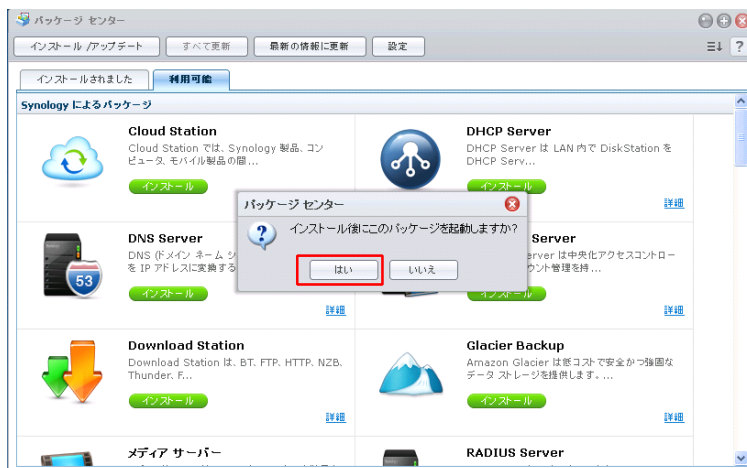 パッケージ センター
インストール /アップデート
すべて更新
最新の情報に更新
設定
?
インストールされました
利用可能
Synology によるパッケージ
Cloud Station
Cloud Station では、Synology 製品、コン
ピュータ、モバイル製品の間...
インストール
DHCP Server
DHCP Server は LAN 内で DiskStation を
DHCP Serv...
インストール
詳細
パッケージ センター
インストール後にこのパッケージを起動しますか?
はい
いいえ
DNS Server
DNS (ドメイン ネーム シ
を IP アドレスに変換する
53
インストール
詳細
Server
erver は中央化アクセスコントロー
ウント管理を持...
インストール
詳細
Download Station
Download Station は、BT、FTP、HTTP、NZB、
Thunder、F...
インストール
詳細
Glacier Backup
Amazon Glacier は低コストで安全かつ強固な
データ ストレージを提供します。...
インストール
詳細
メディア サーバー
RADIUS Server